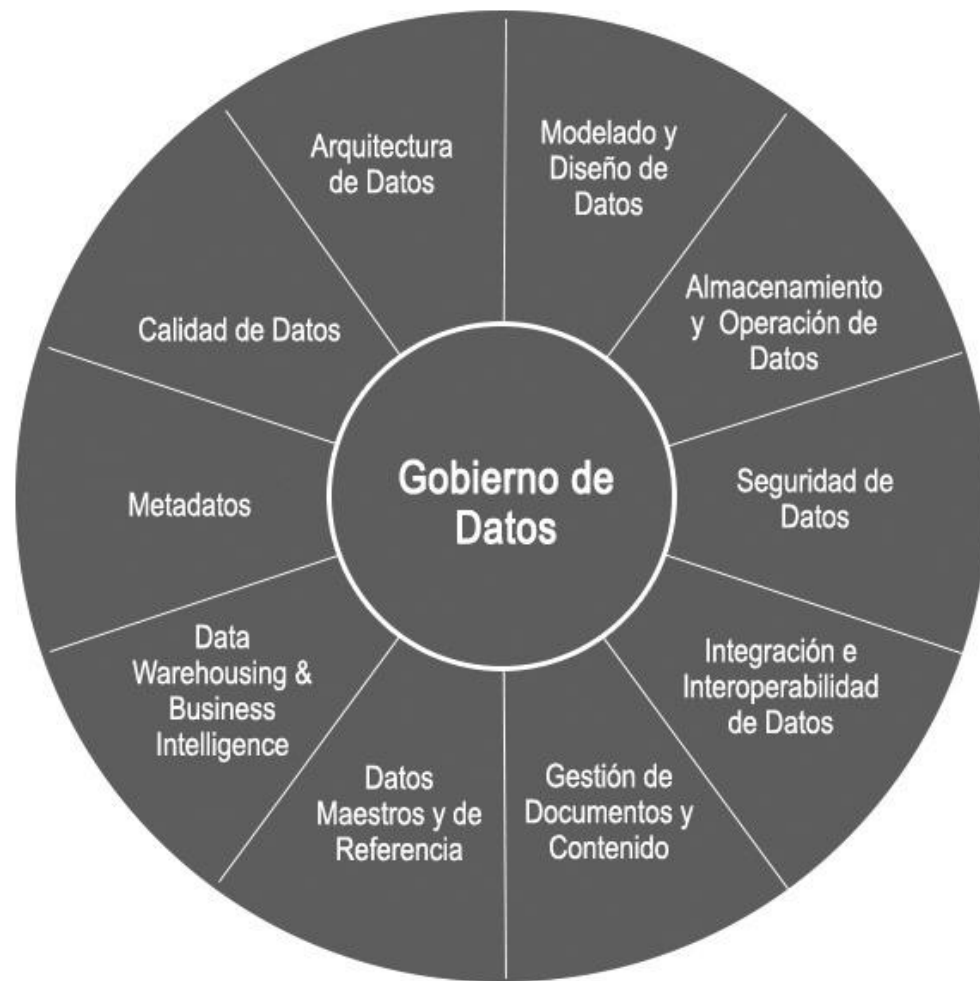 Arquitectura
de Datos
Modelado y
Diseño de
Datos
Almacenamiento
y Operación de
Datos
Seguridad de
Datos
Integración e
Interoperabilidad
de Datos
Gestión de
Documentos y
Contenido
Datos
Maestros y de
Referencia
Data
Warehousing &
Business
Intelligence
Metadatos
Calidad de Datos
Gobierno de
Datos